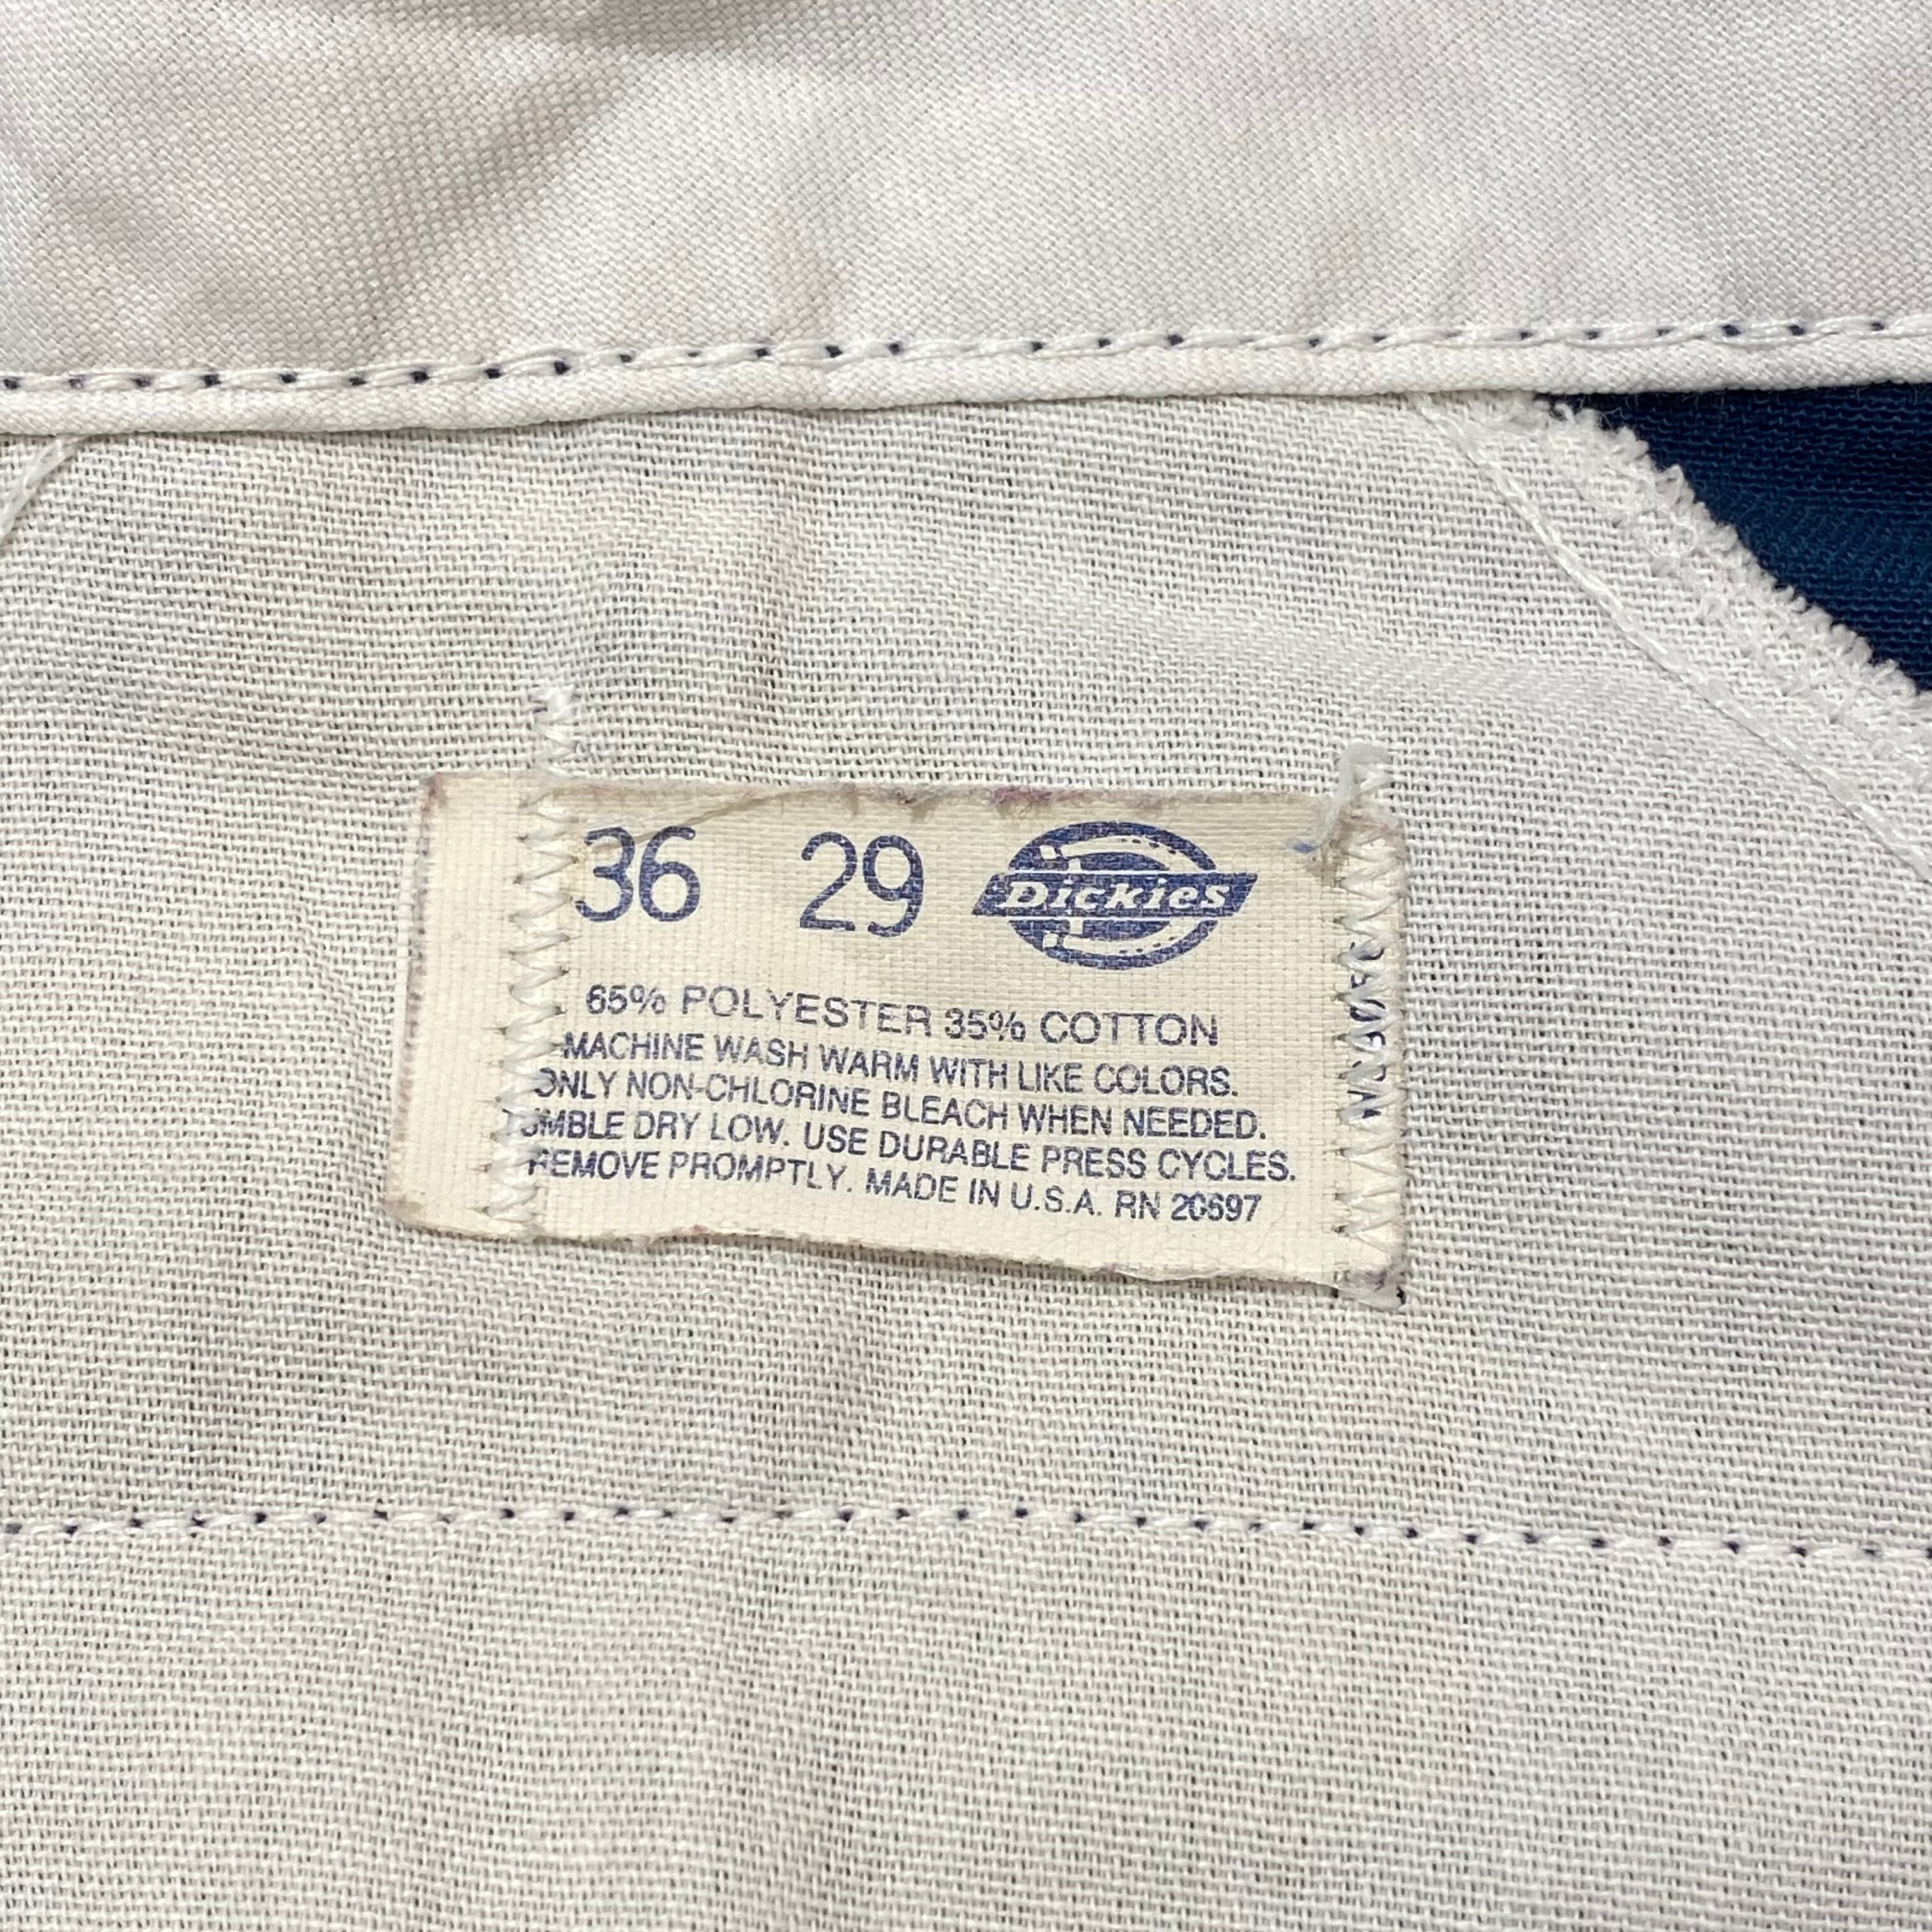 36 29 Dickies
65% POLYESTER 35% COTTON
MACHINE WASH WARM WITH LIKE COLORS.
ONLY NON-CHLORINE BLEACH WHEN NEEDED.
TUMBLE DRY LOW. USE DURABLE PRESS CYCLES.
REMOVE PROMPTLY. MADE IN U.S.A. RN 20697